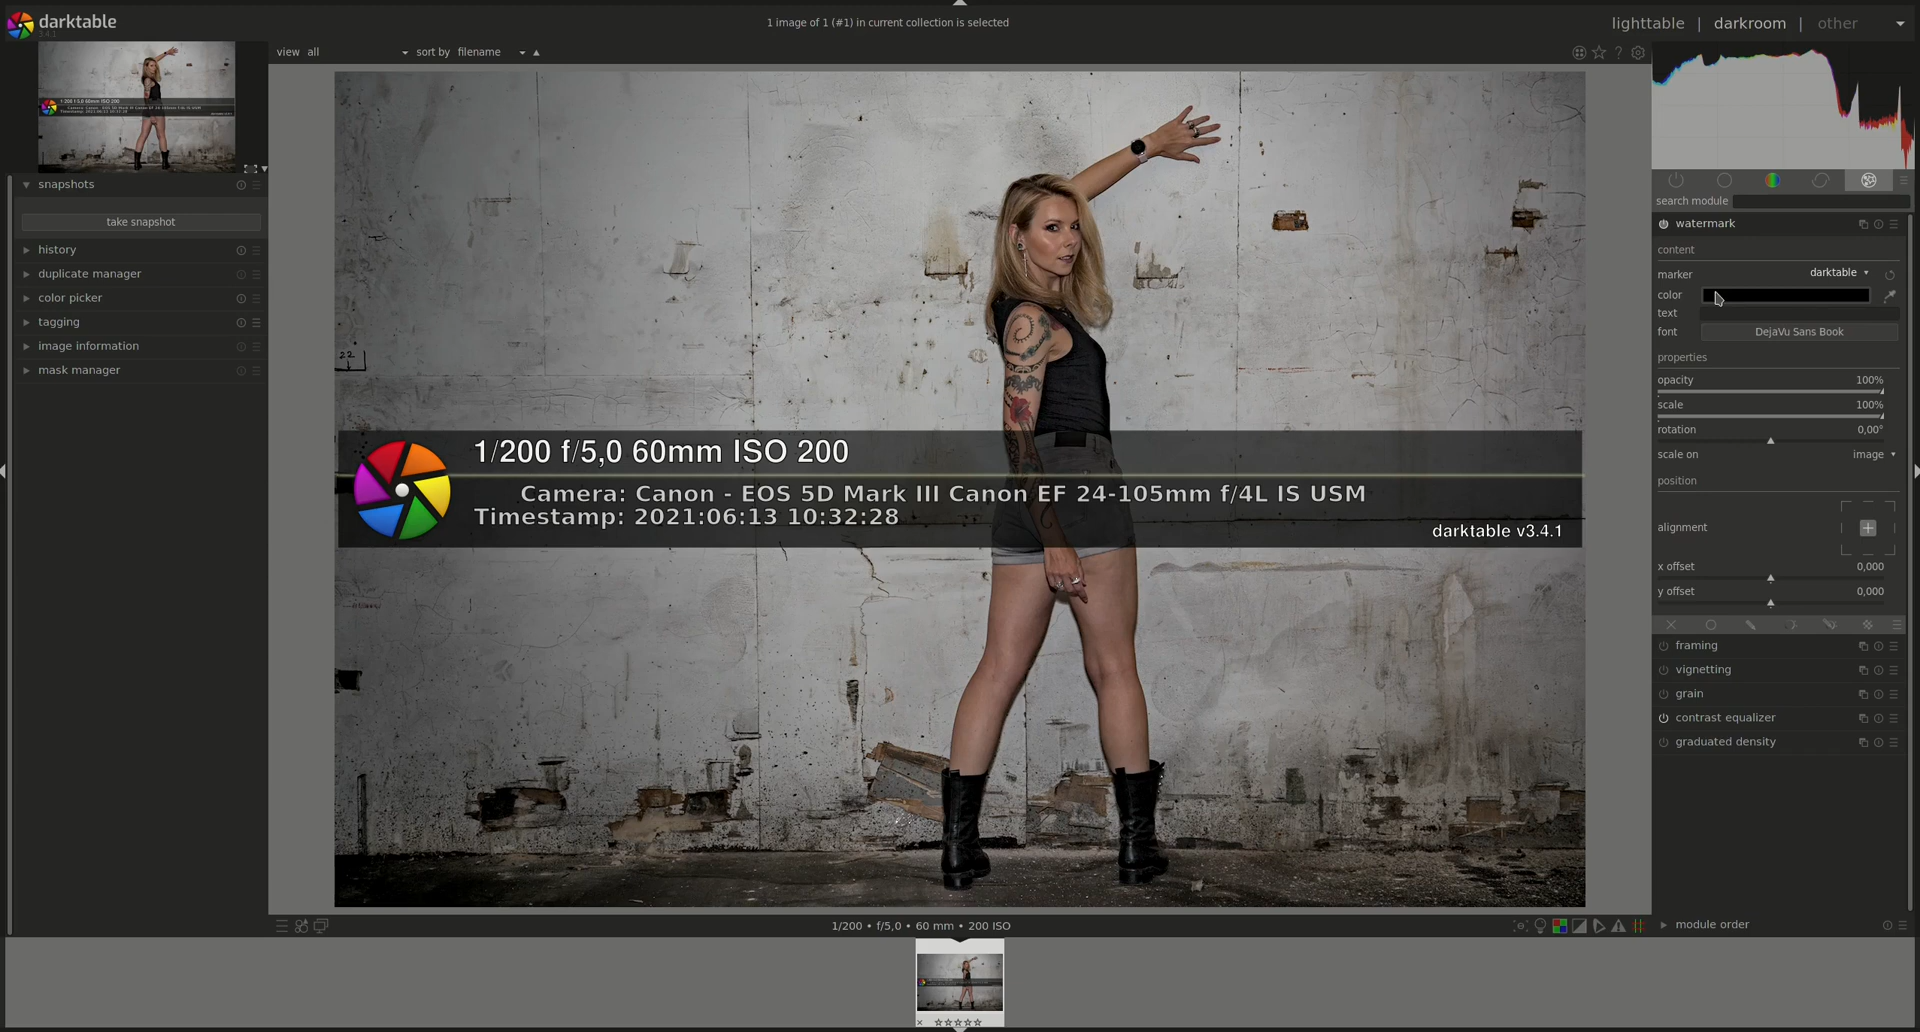 darktable
3.4.1
1 image of 1 (#1) in current collection is selected
lighttable | darkroom | other
view all
sort by filename
snapshots
take snapshot
history
duplicate manager
color picker
tagging
image information
mask manager
22
1/200 f/5,0 60mm ISO 200
Camera: Canon - EOS 5D Mark III Canon EF 24-105mm f/4L IS USM
Timestamp: 2021:06:13 10:32:28
darktable v3.4.1
search module
watermark
content
marker darktable
color
text
font DejaVu Sans Book
properties
opacity 100%
scale 100%
rotation 0,00°
scale on image
position
alignment
x offset 0,000
y offset 0,000
framing
vignetting
grain
contrast equalizer
graduated density
module order
1/200 • f/5,0 • 60 mm • 200 ISO